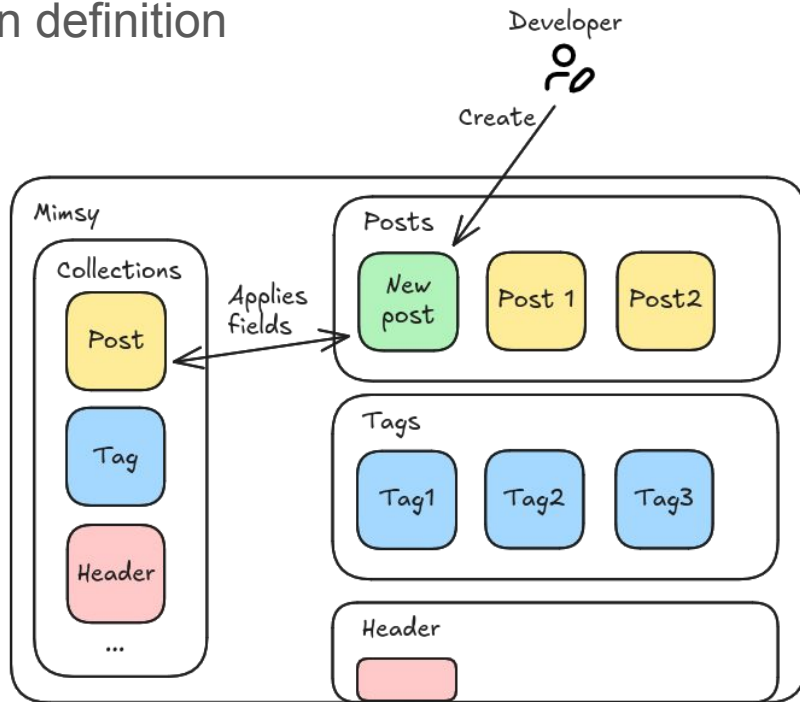 n definition
Developer
Create
Mimsy
Collections
Post
Tag
Header
...
Applies
fields
Posts
New
post
Post 1
Post2
Tags
Tag1
Tag2
Tag3
Header